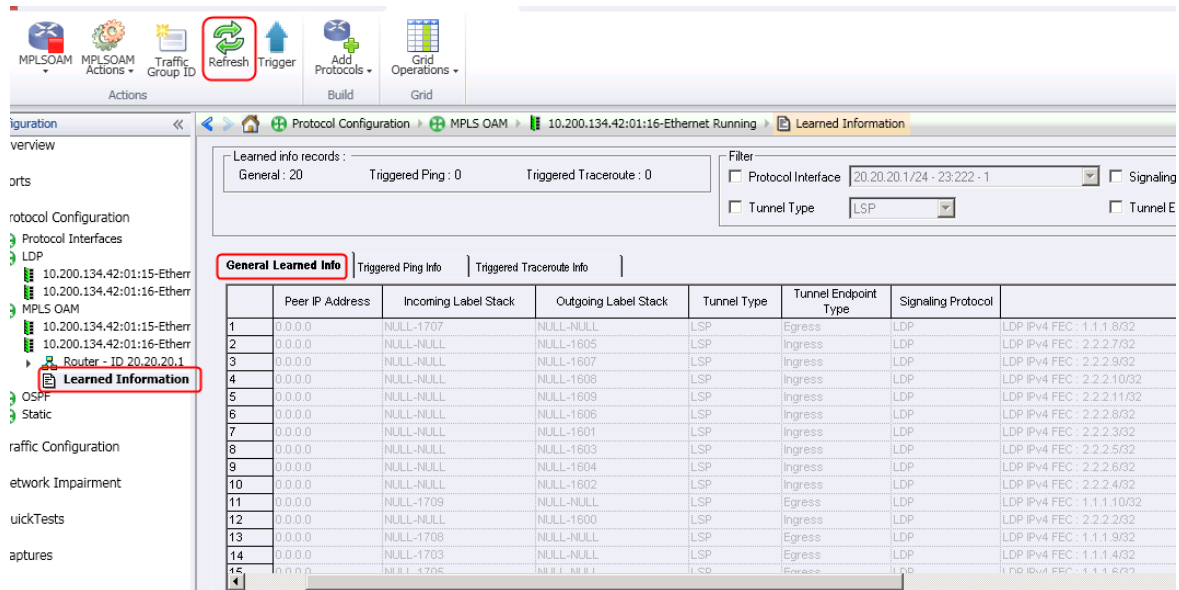 MPLSOAM MPLSOAM Actions Traffic Group ID Refresh Trigger Add Protocols Grid Operations
Actions Build Grid
iguration
Protocol Configuration MPLS OAM 10.200.134.42:01:16-Ethernet Running Learned Information
verview
orts
rotocol Configuration
Protocol Interfaces
LDP
10.200.134.42:01:15-Etherr
10.200.134.42:01:16-Etherr
MPLS OAM
10.200.134.42:01:15-Etherr
10.200.134.42:01:16-Etherr
Router - ID 20.20.20.1
Learned Information
OSPF
Static
raffic Configuration
etwork Impairment
uickTests
aptures
Learned info records :
General : 20 Triggered Ping : 0 Triggered Traceroute : 0
Filter
Protocol Interface 20.20.20.1/24 - 23:222 - 1 Signaling
Tunnel Type LSP Tunnel E
General Learned Info Triggered Ping Info Triggered Traceroute Info
Peer IP Address Incoming Label Stack Outgoing Label Stack Tunnel Type Tunnel Endpoint Type Signaling Protocol
1 0.0.0.0 NULL-1707 NULL-NULL LSP Egress LDP LDP IPv4 FEC : 1.1.1.8/32
2 0.0.0.0 NULL-NULL NULL-1605 LSP Ingress LDP LDP IPv4 FEC : 2.2.2.7/32
3 0.0.0.0 NULL-NULL NULL-1607 LSP Ingress LDP LDP IPv4 FEC : 2.2.2.9/32
4 0.0.0.0 NULL-NULL NULL-1608 LSP Ingress LDP LDP IPv4 FEC : 2.2.2.10/32
5 0.0.0.0 NULL-NULL NULL-1609 LSP Ingress LDP LDP IPv4 FEC : 2.2.2.11/32
6 0.0.0.0 NULL-NULL NULL-1606 LSP Ingress LDP LDP IPv4 FEC : 2.2.2.8/32
7 0.0.0.0 NULL-NULL NULL-1601 LSP Ingress LDP LDP IPv4 FEC : 2.2.2.3/32
8 0.0.0.0 NULL-NULL NULL-1603 LSP Ingress LDP LDP IPv4 FEC : 2.2.2.5/32
9 0.0.0.0 NULL-NULL NULL-1604 LSP Ingress LDP LDP IPv4 FEC : 2.2.2.6/32
10 0.0.0.0 NULL-NULL NULL-1602 LSP Ingress LDP LDP IPv4 FEC : 2.2.2.4/32
11 0.0.0.0 NULL-1709 NULL-NULL LSP Egress LDP LDP IPv4 FEC : 1.1.1.10/32
12 0.0.0.0 NULL-NULL NULL-1600 LSP Ingress LDP LDP IPv4 FEC : 2.2.2.2/32
13 0.0.0.0 NULL-1708 NULL-NULL LSP Egress LDP LDP IPv4 FEC : 1.1.1.9/32
14 0.0.0.0 NULL-1703 NULL-NULL LSP Egress LDP LDP IPv4 FEC : 1.1.1.4/32
15 0.0.0.0 NULL-1705 NULL-NULL LSP Egress LDP LDP IPv4 FEC : 1.1.1.6/32